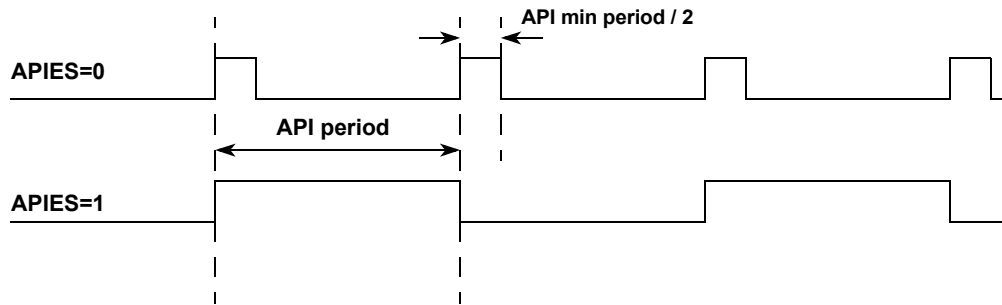 API min period / 2
APIES=0
API period
APIES=1